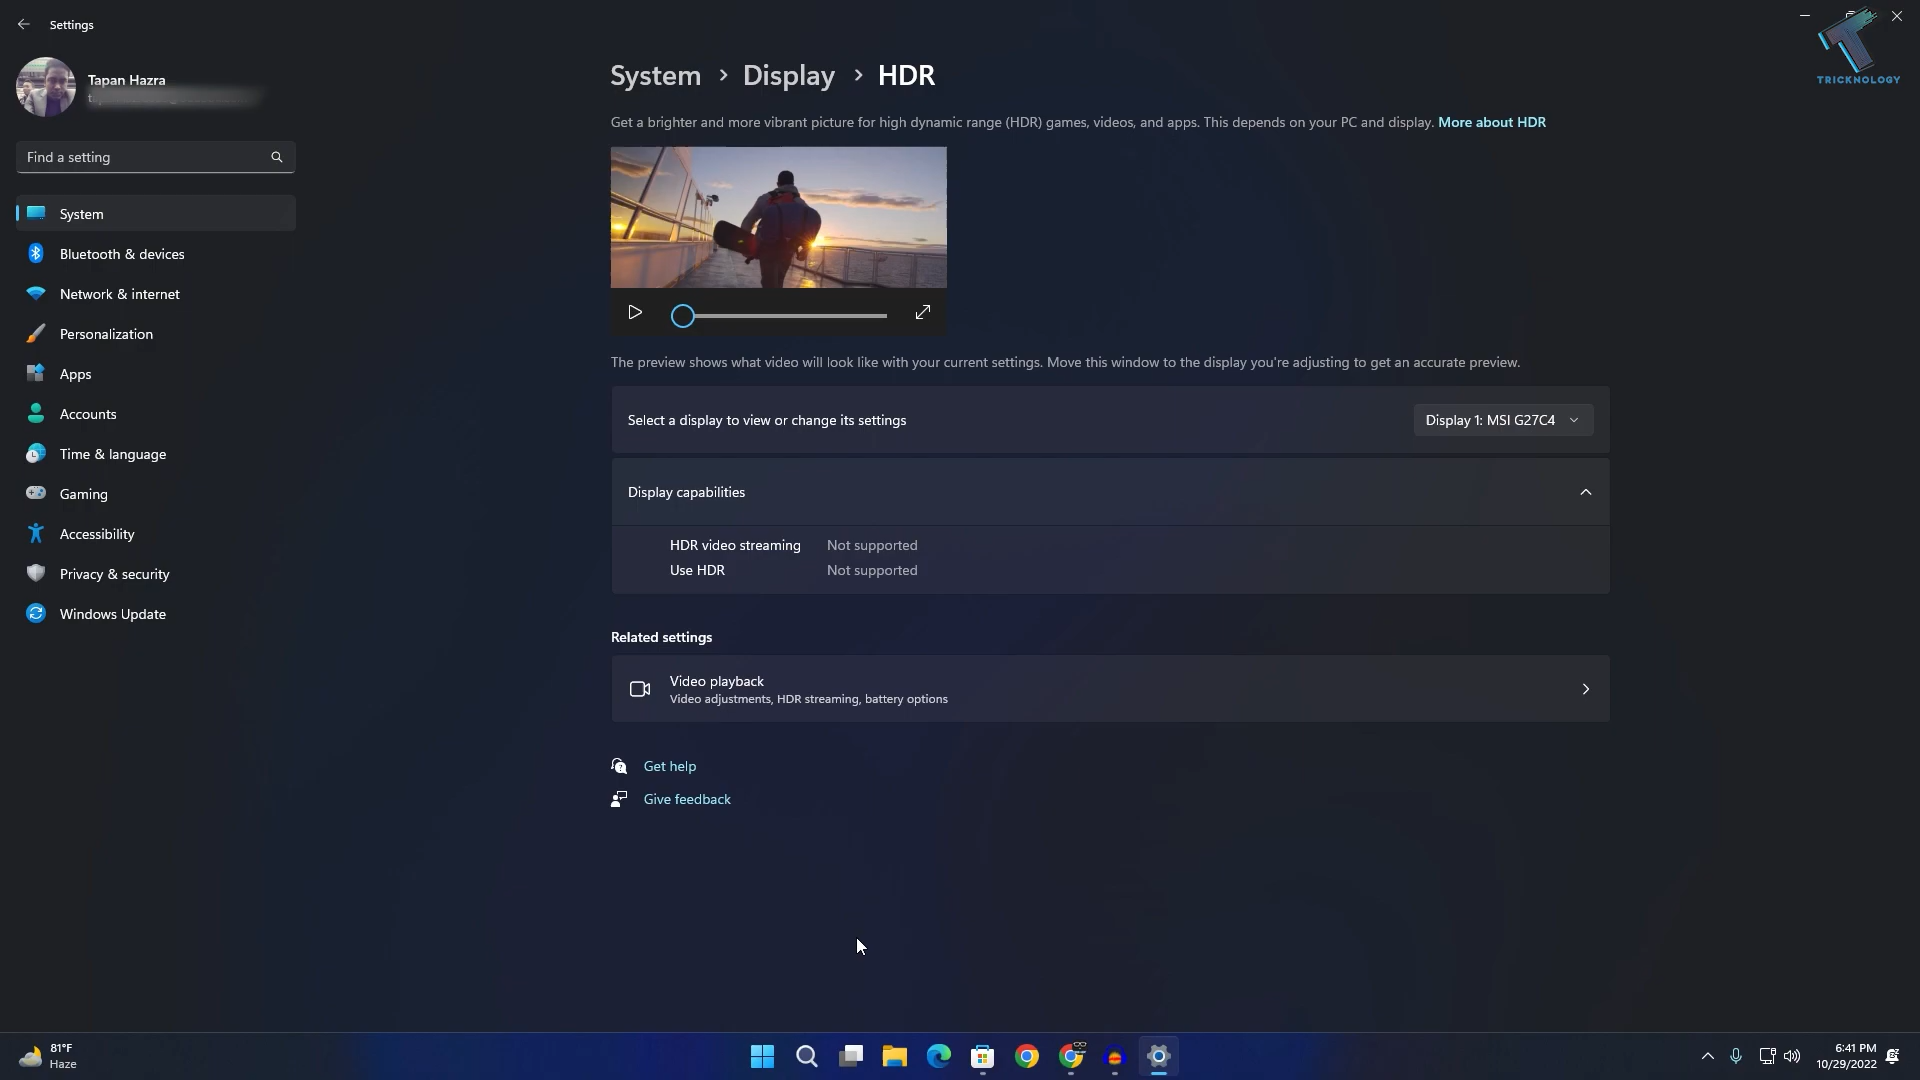 Settings
Tapan Hazra
Find a setting
System
Bluetooth & devices
Network & internet
Personalization
Apps
Accounts
Time & language
Gaming
Accessibility
Privacy & security
Windows Update
System > Display > HDR
Get a brighter and more vibrant picture for high dynamic range (HDR) games, videos, and apps. This depends on your PC and display. More about HDR
The preview shows what video will look like with your current settings. Move this window to the display you're adjusting to get an accurate preview.
Select a display to view or change its settings
Display 1: MSI G27C4
Display capabilities
HDR video streaming Not supported
Use HDR Not supported
Related settings
Video playback
Video adjustments, HDR streaming, battery options
Get help
Give feedback
TRICKNOLOGY
81°F
Haze
6:41 PM
10/29/2022